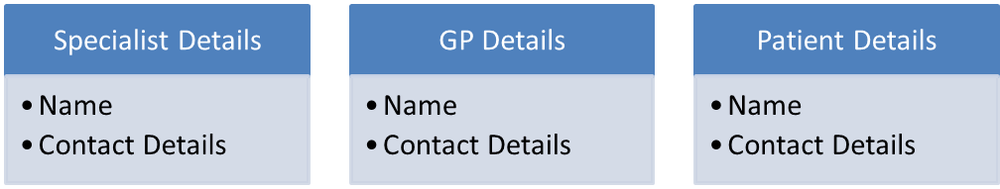 Specialist Details
• Name
• Contact Details
GP Details
• Name
• Contact Details
Patient Details
• Name
• Contact Details